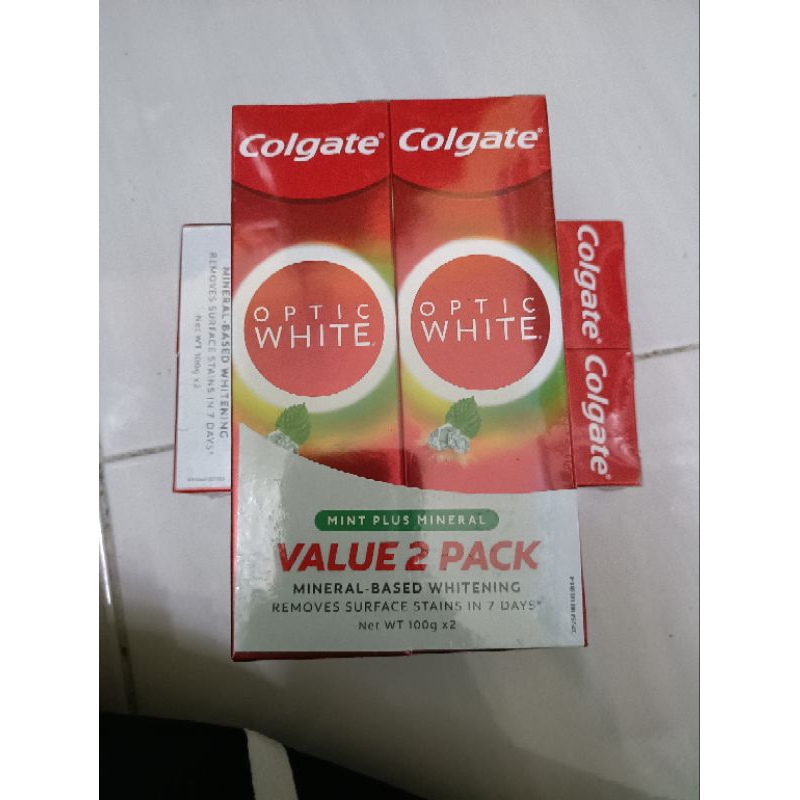 Colgate®
Colgate®
OPTIC
WHITE®
OPTIC
WHITE®
MINT PLUS MINERAL
VALUE 2 PACK
MINERAL-BASED WHITENING
REMOVES SURFACE STAINS IN 7 DAYS*
Net WT 100g x2
MINERAL-BASED WHITENING
REMOVES SURFACE STAINS IN 7 DAYS*
Net WT 100g x2
Colgate®
Colgate®